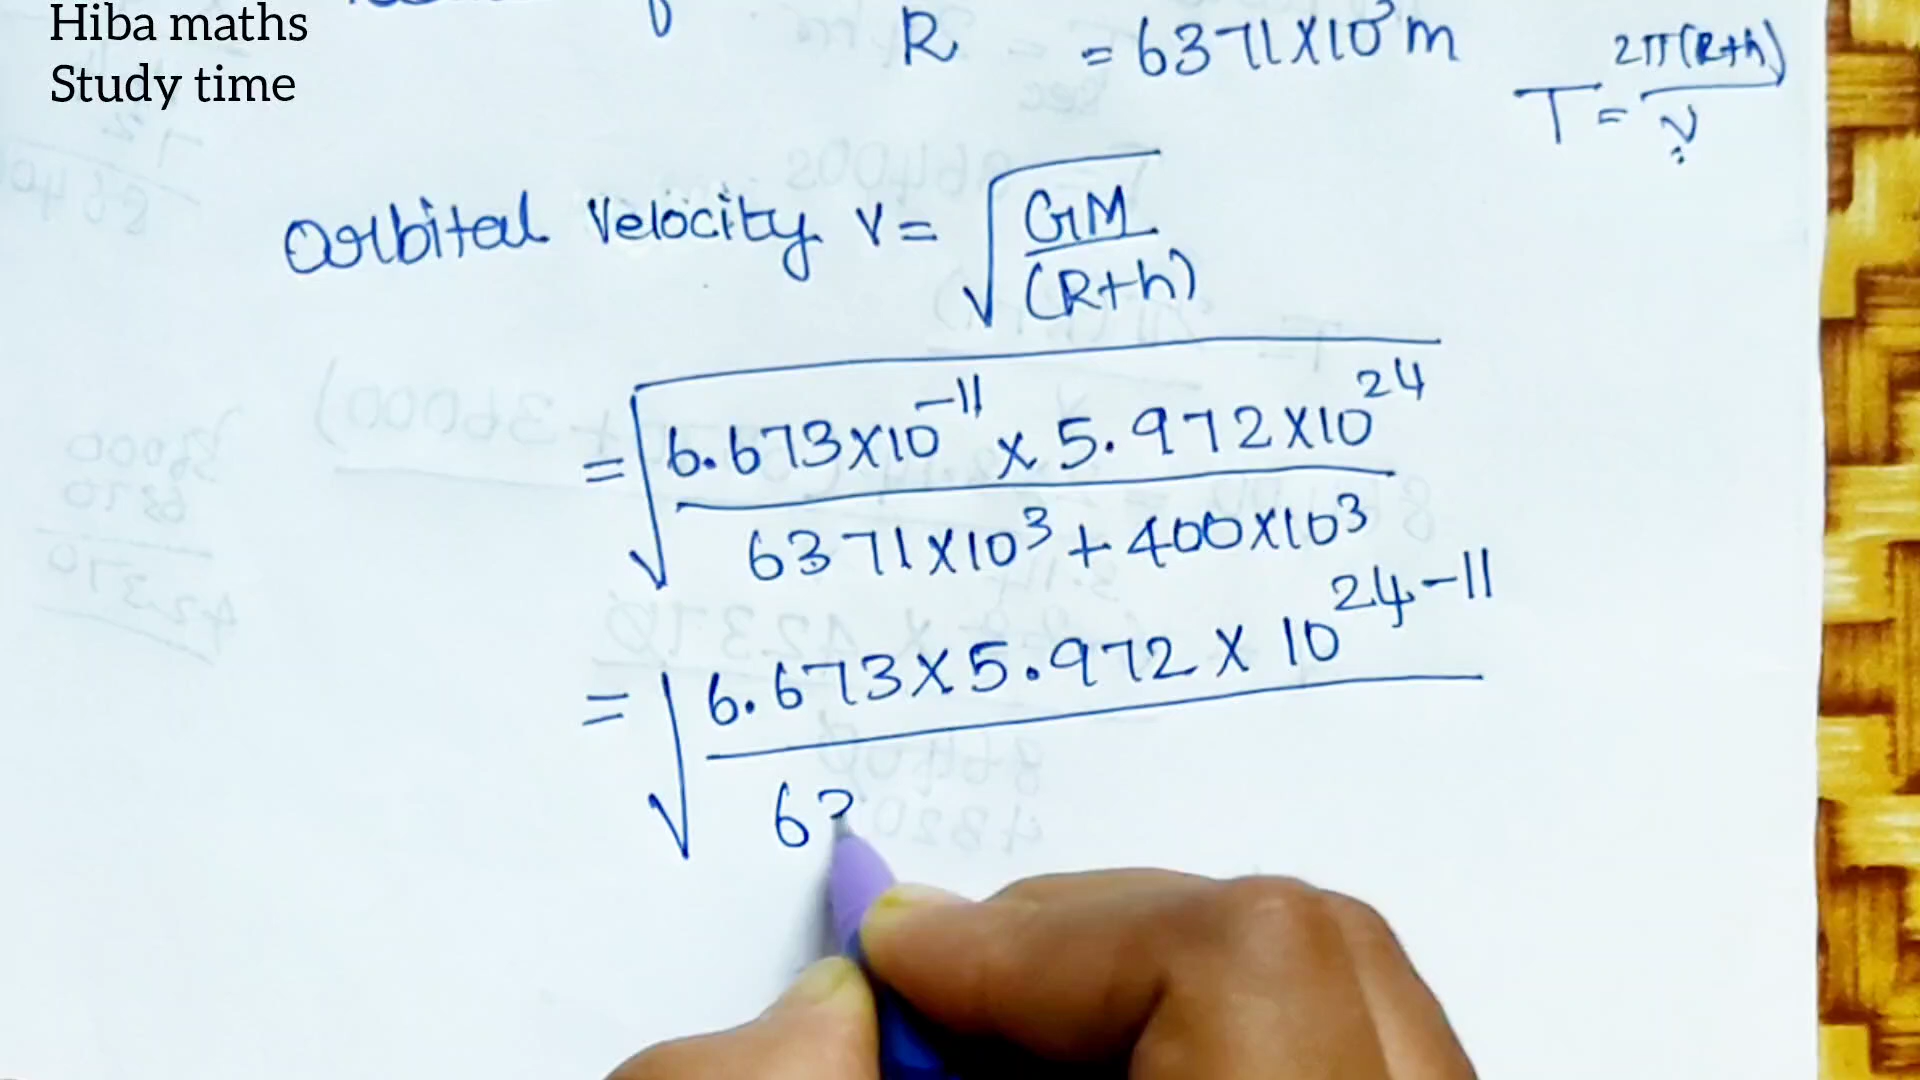 Hiba maths
Study time
R = 6371×10³m
T = 2π(R+h)/v
Orbital Velocity v = √(GM/(R+h))
= √(6.673×10⁻¹¹ × 5.972×10²⁴ / 6371×10³ + 400×10³)
= √(6.673×5.972×10²⁴⁻¹¹ / 63